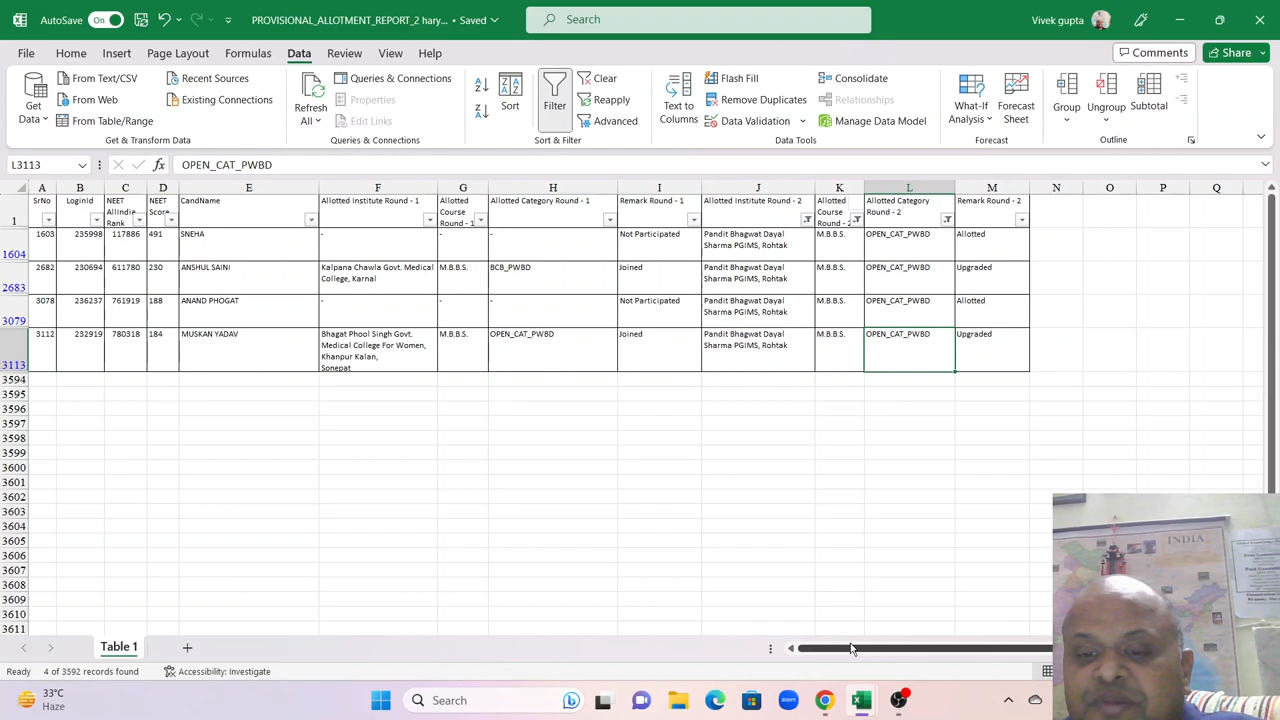 AutoSave On PROVISIONAL_ALLOTMENT_REPORT_2 hary... • Saved Search Vivek gupta
File Home Insert Page Layout Formulas Data Review View Help Comments Share
Get Data From Text/CSV From Web From Table/Range Recent Sources Existing Connections
Get & Transform Data
Refresh All Queries & Connections Properties Edit Links
Queries & Connections
Sort Filter Clear Reapply Advanced
Sort & Filter
Text to Columns Flash Fill Remove Duplicates Data Validation Consolidate Relationships Manage Data Model
Data Tools
What-If Analysis Forecast Sheet
Forecast
Group Ungroup Subtotal
Outline
L3113 fx OPEN_CAT_PWBD
A B C D E F G H I J K L M N O P Q
1 SrNo LoginId NEET AllIndia Rank NEET Score CandName Allotted Institute Round - 1 Allotted Course Round - 1 Allotted Category Round - 1 Remark Round - 1 Allotted Institute Round - 2 Allotted Course Round - 2 Allotted Category Round - 2 Remark Round - 2
1604 1603 235998 117886 491 SNEHA - - - Not Participated Pandit Bhagwat Dayal Sharma PGIMS, Rohtak M.B.B.S. OPEN_CAT_PWBD Allotted
2683 2682 230694 611780 230 ANSHUL SAINI Kalpana Chawla Govt. Medical College, Karnal M.B.B.S. BCB_PWBD Joined Pandit Bhagwat Dayal Sharma PGIMS, Rohtak M.B.B.S. OPEN_CAT_PWBD Upgraded
3079 3078 236237 761919 188 ANAND PHOGAT - - - Not Participated Pandit Bhagwat Dayal Sharma PGIMS, Rohtak M.B.B.S. OPEN_CAT_PWBD Allotted
3113 3112 232919 780318 184 MUSKAN YADAV Bhagat Phool Singh Govt. Medical College For Women, Khanpur Kalan, Sonepat M.B.B.S. OPEN_CAT_PWBD Joined Pandit Bhagwat Dayal Sharma PGIMS, Rohtak M.B.B.S. OPEN_CAT_PWBD Upgraded
3594
3595
3596
3597
3598
3599
3600
3601
3602
3603
3604
3605
3606
3607
3608
3609
3610
3611
INDIA
Table 1
Ready 4 of 3592 records found Accessibility: Investigate
33°C
Haze
Search
zoom